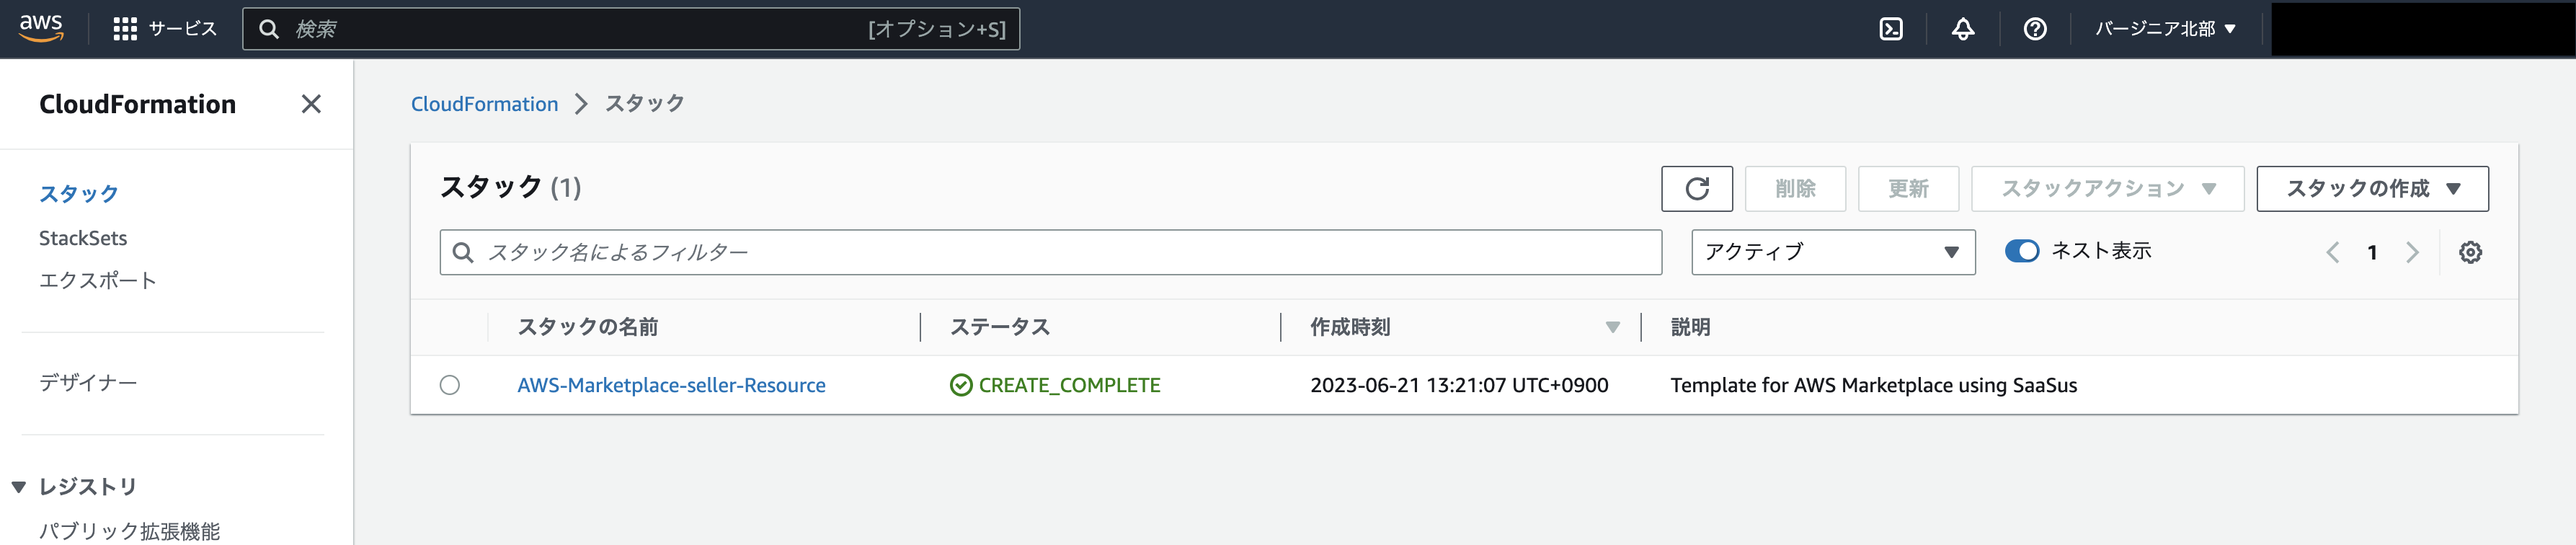 aws
サービス
検索
[オプション+S]
バージニア北部
CloudFormation
スタック
StackSets
エクスポート
デザイナー
レジストリ
パブリック拡張機能
CloudFormation スタック
スタック (1)
削除
更新
スタックアクション
スタックの作成
スタック名によるフィルター
アクティブ
ネスト表示
1
スタックの名前 ステータス 作成時刻 説明
AWS-Marketplace-seller-Resource CREATE_COMPLETE 2023-06-21 13:21:07 UTC+0900 Template for AWS Marketplace using SaaSus